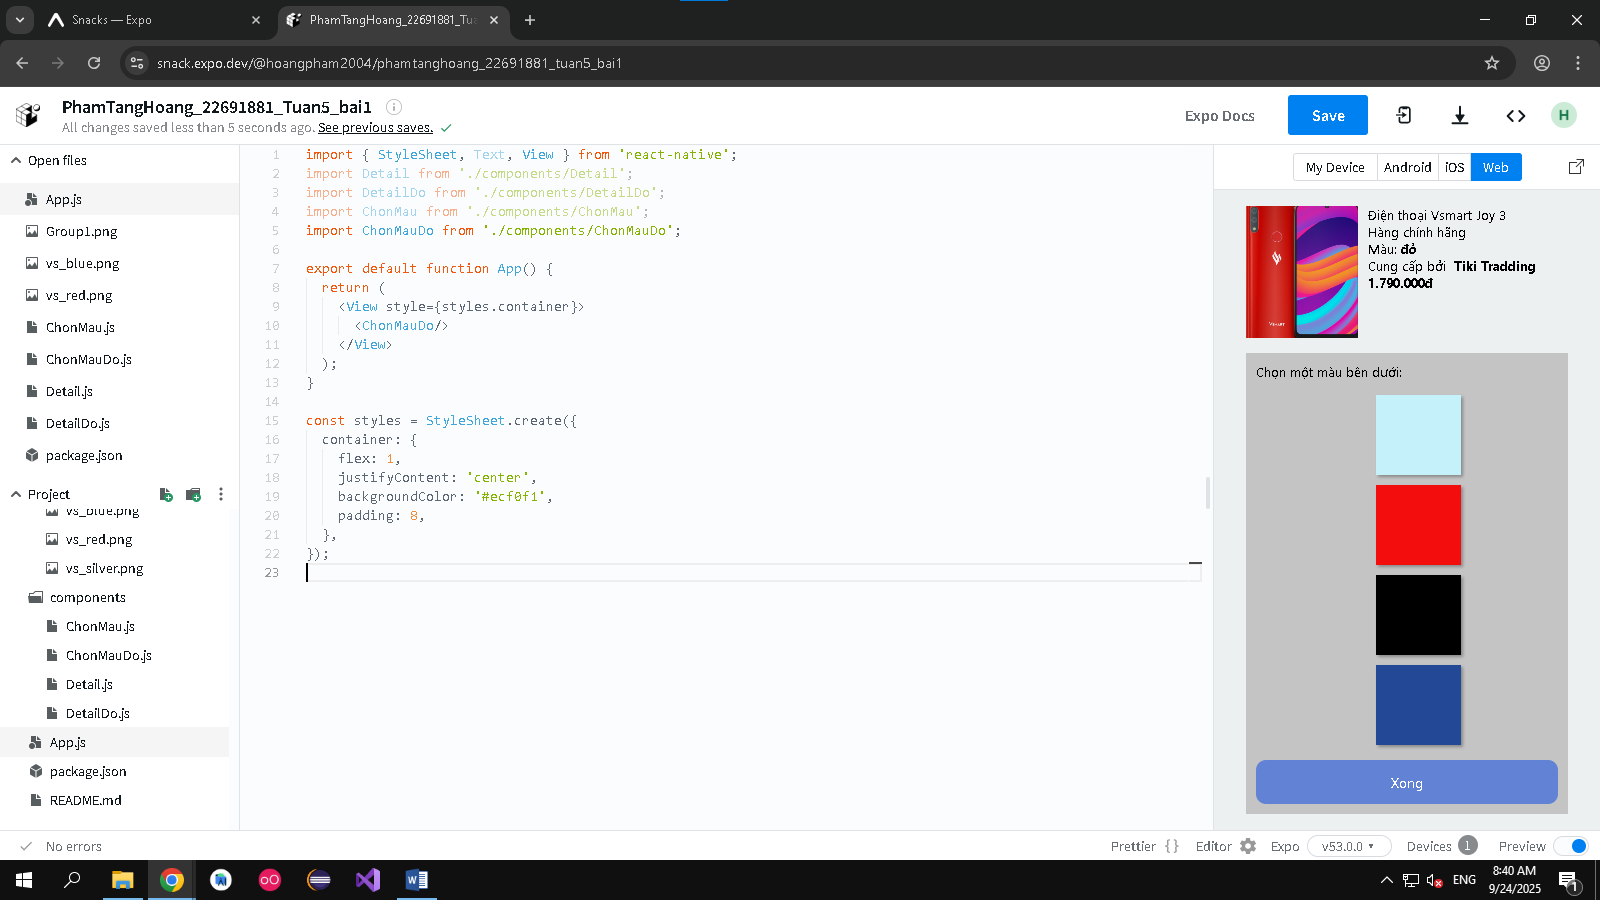 Snacks — Expo
PhamTangHoang_22691881_Tu
snack.expo.dev/@hoangpham2004/phamtanghoang_22691881_tuan5_bai1
PhamTangHoang_22691881_Tuan5_bai1
All changes saved less than 5 seconds ago. See previous saves.
Expo Docs
Save
H
Open files
App.js
Group1.png
vs_blue.png
vs_red.png
ChonMau.js
ChonMauDo.js
Detail.js
DetailDo.js
package.json
Project
vs_blue.png
vs_red.png
vs_silver.png
components
ChonMau.js
ChonMauDo.js
Detail.js
DetailDo.js
App.js
package.json
README.md
1 import { StyleSheet, Text, View } from 'react-native';
2 import Detail from './components/Detail';
3 import DetailDo from './components/DetailDo';
4 import ChonMau from './components/ChonMau';
5 import ChonMauDo from './components/ChonMauDo';
6
7 export default function App() {
8 return (
9 <View style={styles.container}>
10 <ChonMauDo/>
11 </View>
12 );
13 }
14
15 const styles = StyleSheet.create({
16 container: {
17 flex: 1,
18 justifyContent: 'center',
19 backgroundColor: '#ecf0f1',
20 padding: 8,
21 },
22 });
23
My Device Android iOS Web
VSMART
Điện thoại Vsmart Joy 3
Hàng chính hãng
Màu: đỏ
Cung cấp bởi Tiki Tradding
1.790.000đ
Chọn một màu bên dưới:
Xong
No errors
Prettier { } Editor Expo v53.0.0 Devices 1 Preview
ENG
8:40 AM
9/24/2025
1